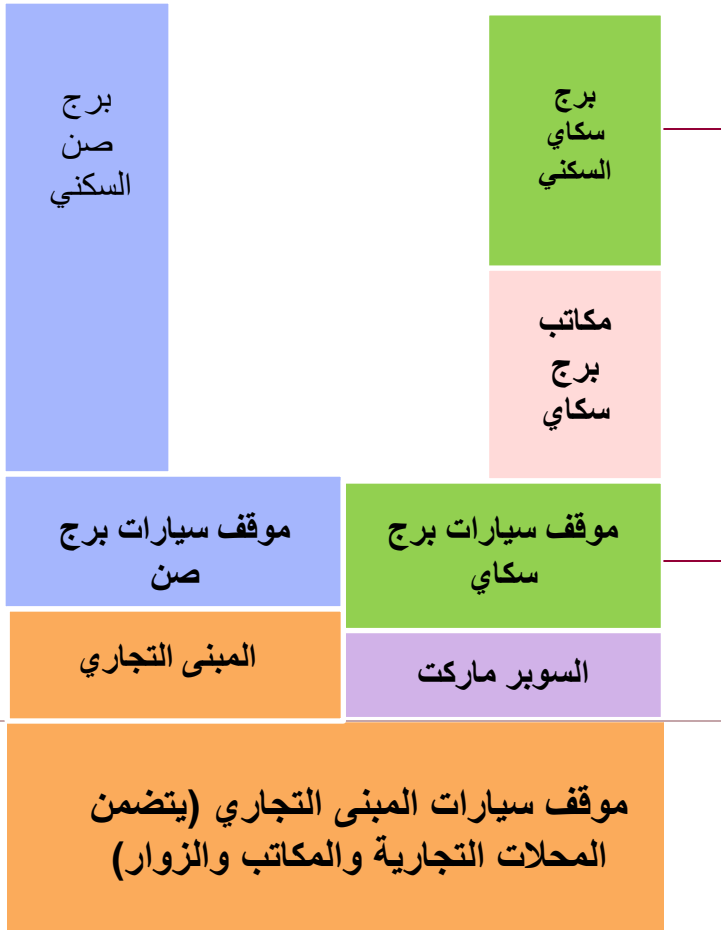 برج
سكاي
السكني
برج
صن
السكني
مكاتب
برج
سكاي
موقف سيارات برج
سكاي
موقف سيارات برج
صن
السوبر ماركت
المبنى التجاري
موقف سيارات المبنى التجاري (يتضمن
المحلات التجارية والمكاتب والزوار)